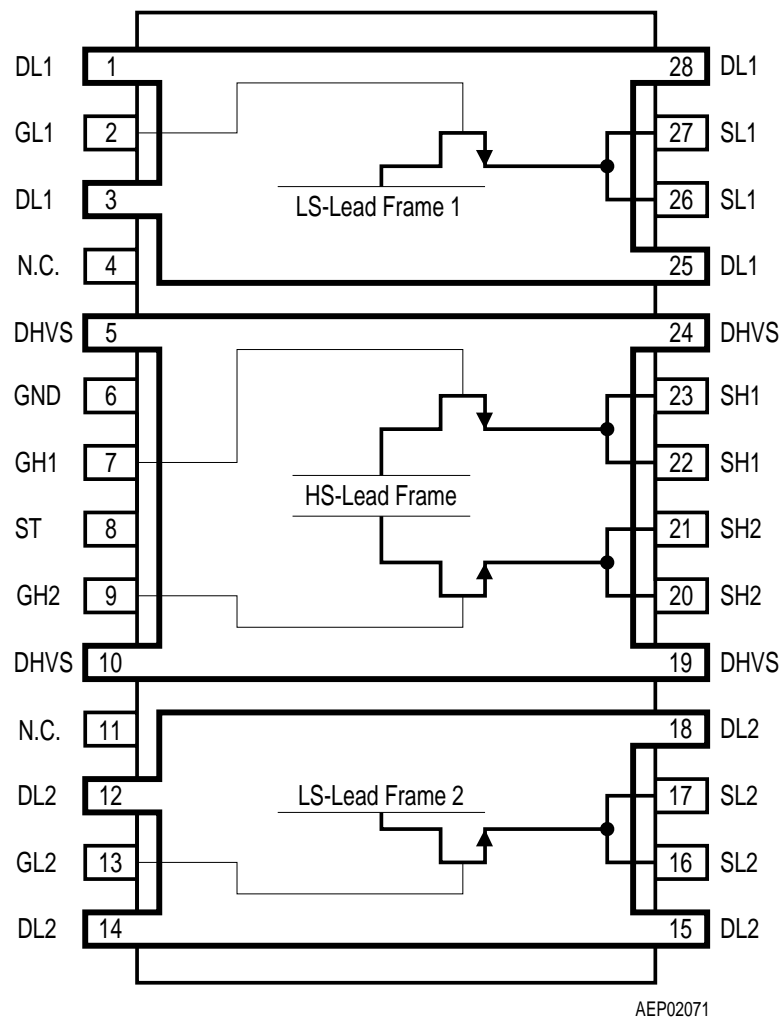 DL1 1 28 DL1
GL1 2 27 SL1
DL1 3 26 SL1
LS-Lead Frame 1
N.C. 4 25 DL1
DHVS 5 24 DHVS
GND 6 23 SH1
GH1 7 22 SH1
HS-Lead Frame
ST 8 21 SH2
GH2 9 20 SH2
DHVS 10 19 DHVS
N.C. 11 18 DL2
DL2 12 17 SL2
LS-Lead Frame 2
GL2 13 16 SL2
DL2 14 15 DL2
AEP02071